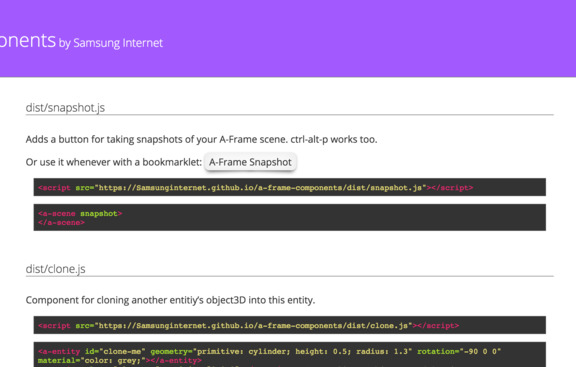 onents by Samsung Internet
dist/snapshot.js
Adds a button for taking snapshots of your A-Frame scene. ctrl-alt-p works too.
Or use it whenever with a bookmarklet: A-Frame Snapshot
<script src="https://Samsunginternet.github.io/a-frame-components/dist/snapshot.js"></script>
<a-scene snapshot>
</a-scene>
dist/clone.js
Component for cloning another entitiy's object3D into this entity.
<script src="https://Samsunginternet.github.io/a-frame-components/dist/clone.js"></script>
<a-entity id="clone-me" geometry="primitive: cylinder; height: 0.5; radius: 1.3" rotation="-90 0 0"
material="color: grey;"></a-entity>